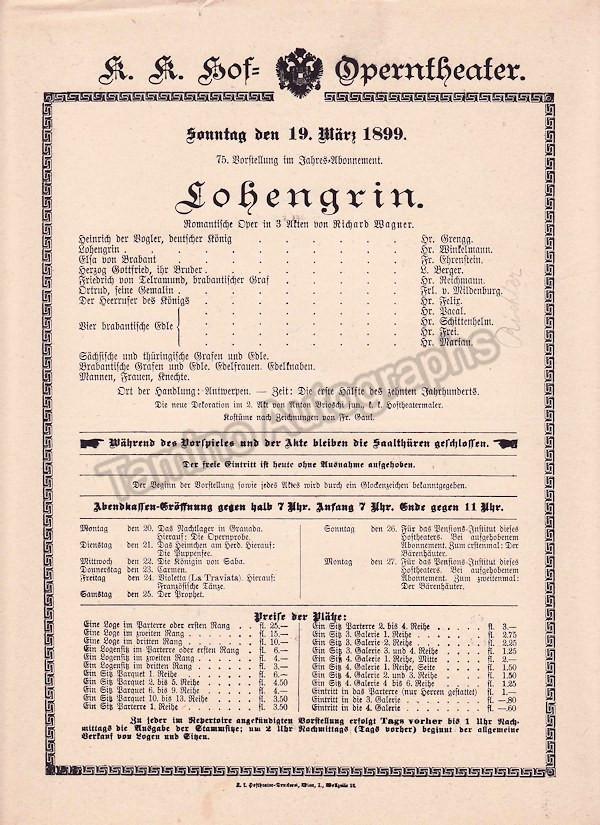 K. K. Hof= Operntheater.
Sonntag den 19. März 1899.
75. Vorstellung im Jahres-Abonnement.
Lohengrin.
Romantische Oper in 3 Akten von Richard Wagner.
Heinrich der Vogler, deutscher König . . . . . . Hr. Grengg.
Lohengrin . . . . . . Hr. Winkelmann.
Elsa von Brabant . . . . . . Fr. Ehrenstein.
Herzog Gottfried, ihr Bruder . . . . . . L. Berger.
Friedrich von Telramund, brabantischer Graf . . . . . . Hr. Reichmann.
Ortrud, seine Gemalin . . . . . . Frl. v. Mildenburg.
Der Heerrufer des Königs . . . . . . Hr. Felix.
Vier brabantische Edle . . . . . . Hr. Pacal.
Hr. Schittenhelm.
Hr. Frei.
Hr. Marian.
Sächsische und thüringische Grafen und Edle.
Brabantische Grafen und Edle. Edelfrauen. Edelknaben.
Mannen, Frauen, Knechte.
Ort der Handlung: Antwerpen. — Zeit: Die erste Hälfte des zehnten Jahrhunderts.
Die neue Dekoration im 2. Akt von Anton Brioschi jun., k. k. Hoftheatermaler.
Kostüme nach Zeichnungen von Fr. Gaul.
Während des Vorspieles und der Akte bleiben die Saalthüren geschlossen.
Der freie Eintritt ist heute ohne Ausnahme aufgehoben.
Der Beginn der Vorstellung sowie jedes Aktes wird durch ein Glockenzeichen bekanntgegeben.
Abendkassen-Eröffnung gegen halb 7 Uhr. Anfang 7 Uhr. Ende gegen 11 Uhr.
Montag den 20. Das Nachtlager in Granada.
Hierauf: Die Opernprobe.
Dienstag den 21. Das Heimchen am Herd. Hierauf:
Die Puppenfee.
Mittwoch den 22. Die Königin von Saba.
Donnerstag den 23. Carmen.
Freitag den 24. Violetta (La Traviata). Hierauf:
Französische Tänze.
Samstag den 25. Der Prophet.
Sonntag den 26. Für das Pensions-Institut dieses
Hoftheaters. Bei aufgehobenem
Abonnement. Zum erstenmal: Der
Bärenhäuter.
Montag den 27. Für das Pensions-Institut dieses
Hoftheaters. Bei aufgehobenem
Abonnement. Zum zweitenmal:
Der Bärenhäuter.
Preise der Plätze:
Eine Loge im Parterre oder ersten Rang . . fl. 25.—
Eine Loge im zweiten Rang . . . . fl. 15.—
Eine Loge im dritten Rang . . . . fl. 10.—
Ein Logensitz im Parterre oder ersten Rang fl. 6.—
Ein Logensitz im zweiten Rang . . . . fl. 4.—
Ein Logensitz im dritten Rang . . . . fl. 3.—
Ein Sitz Parquet 1. Reihe . . . . fl. 6.—
Ein Sitz Parquet 2. bis 5. Reihe . . . . fl. 4.50
Ein Sitz Parquet 6. bis 9. Reihe . . . . fl. 4.—
Ein Sitz Parquet 10. bis 13. Reihe . . . . fl. 3.50
Ein Sitz Parterre 1. Reihe . . . . fl. 3.50
Ein Sitz Parterre 2. bis 4. Reihe . . . . fl. 3.—
Ein Sitz 3. Galerie 1. Reihe . . . . fl. 2.75
Ein Sitz 3. Galerie 2. Reihe . . . . fl. 2.25
Ein Sitz 3. Galerie 3. und 4. Reihe . . . . fl. 1.25
Ein Sitz 4. Galerie 1. Reihe, Mitte . . . . fl. 2.—
Ein Sitz 4. Galerie 1. Reihe, Seite . . . . fl. 1.50
Ein Sitz 4. Galerie 2. und 3. Reihe . . . . fl. 1.50
Ein Sitz 4. Galerie 4 bis 6. Reihe . . . . fl. 1.25
Eintritt in das Parterre (nur Herren gestattet) fl. 1.—
Eintritt in die 3. Galerie . . . . fl. —.80
Eintritt in die 4. Galerie . . . . fl. —.60
Zu jeder im Repertoire angekündigten Vorstellung erfolgt Tags vorher bis 1 Uhr Nach-
mittags die Ausgabe der Stammsitze; um 2 Uhr Nachmittags (Tags vorher) beginnt der allgemeine
Verkauf von Logen und Sitzen.
K. k. Hoftheater-Druckerei, Wien, I., Wollzeile
Tamino Autographs